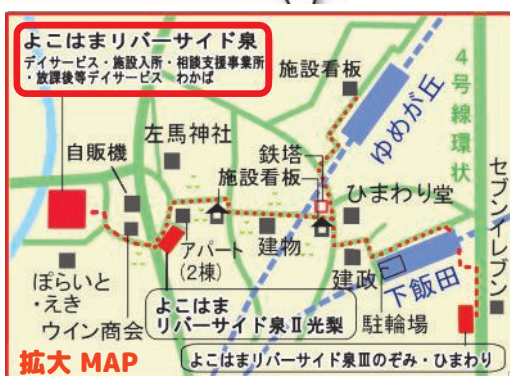 よこはまリバーサイド泉
デイサービス・施設入所・相談支援事業所
・放課後等デイサービス　わかば
施設看板
4号線環状
ゆめが丘
左馬神社
自販機
鉄塔
施設看板
ひまわり堂
セブンイレブン
アパート
(2棟)
建物
建政
下飯田
ぽらいと
・えき
ウイン商会
よこはま
リバーサイド泉Ⅱ光梨
駐輪場
拡大 MAP
よこはまリバーサイド泉Ⅲのぞみ・ひまわり